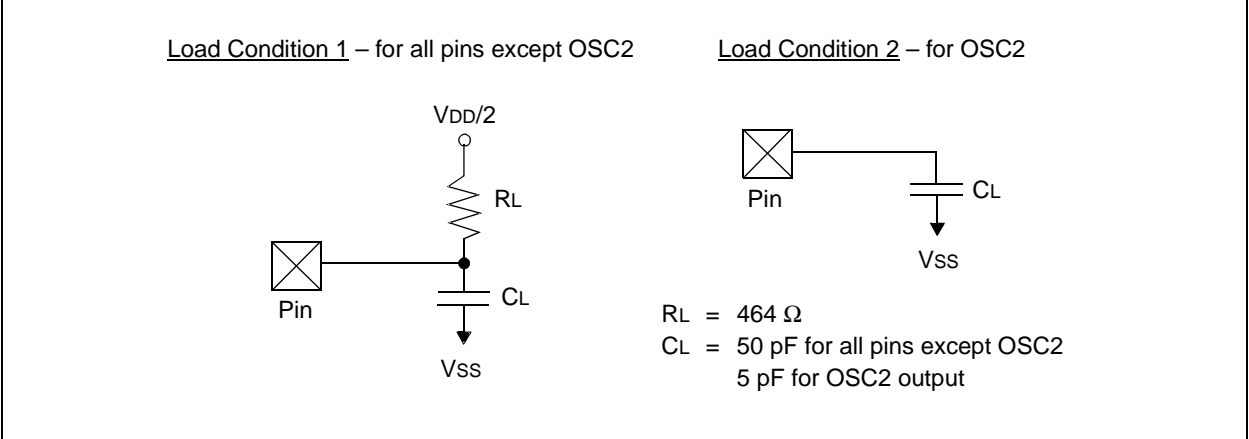 Load Condition 1 – for all pins except OSC2
VDD/2
RL
Pin
CL
VSS
Load Condition 2 – for OSC2
Pin
CL
VSS
RL = 464 Ω
CL = 50 pF for all pins except OSC2
5 pF for OSC2 output